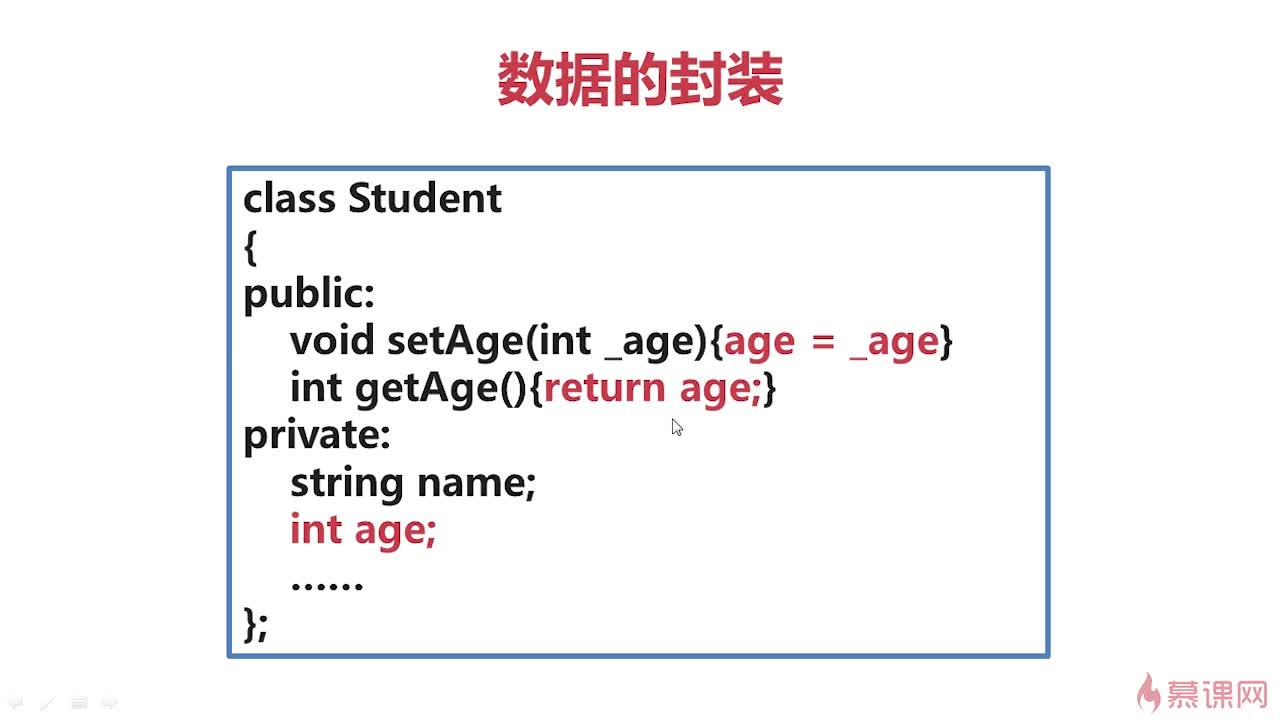 数据的封装
class Student
{
public:
void setAge(int _age){age = _age}
int getAge(){return age;}
private:
string name;
int age;
……
};
慕课网